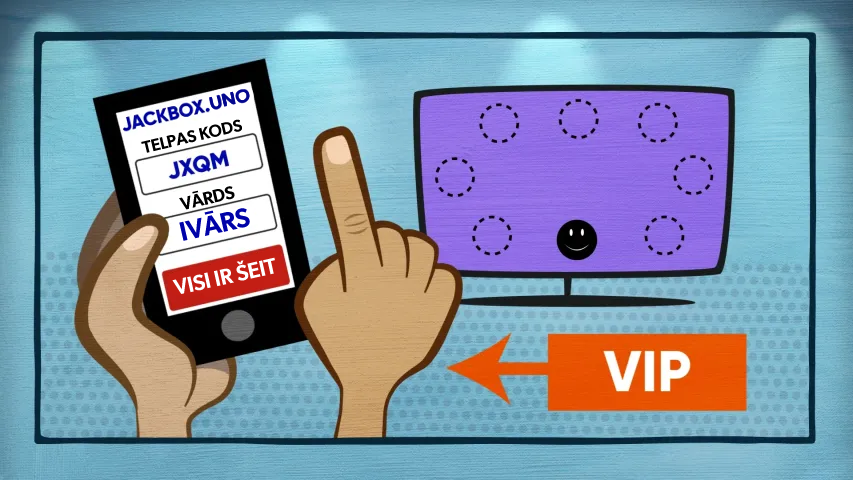 JACKBOX.UNO
TELPAS KODS
JXQM
VĀRDS
IVĀRS
VISI IR ŠEIT
VIP